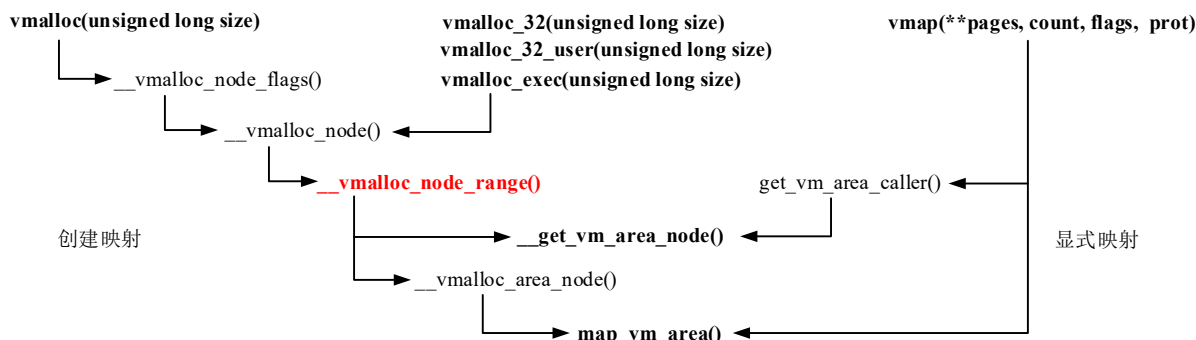 vmalloc(unsigned long size)
vmalloc_32(unsigned long size)
vmalloc_32_user(unsigned long size)
vmalloc_exec(unsigned long size)
vmap(**pages, count, flags, prot)
__vmalloc_node_flags()
__vmalloc_node()
__vmalloc_node_range()
get_vm_area_caller()
创建映射
__get_vm_area_node()
显式映射
__vmalloc_area_node()
map_vm_area()